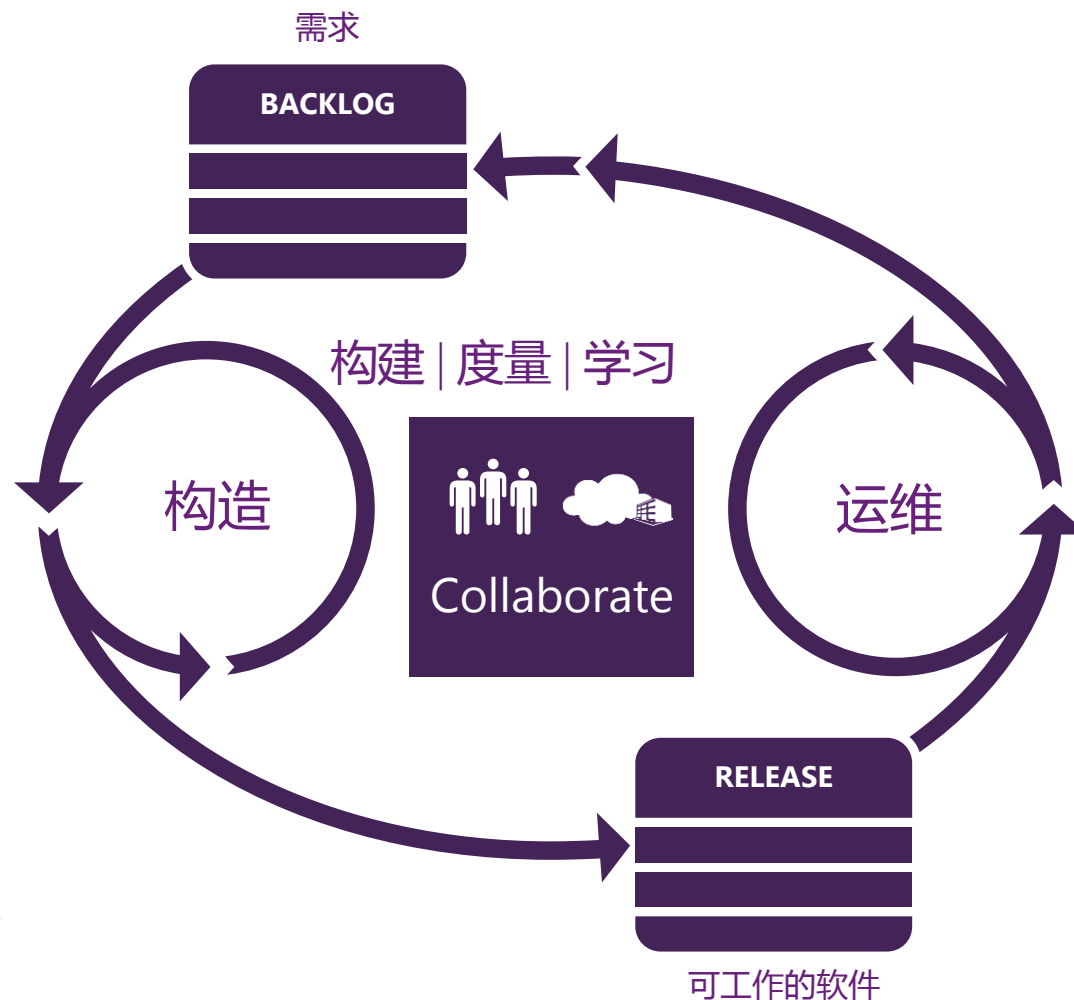 需求
BACKLOG
构建 | 度量 | 学习
构造
运维
Collaborate
RELEASE
可工作的软件